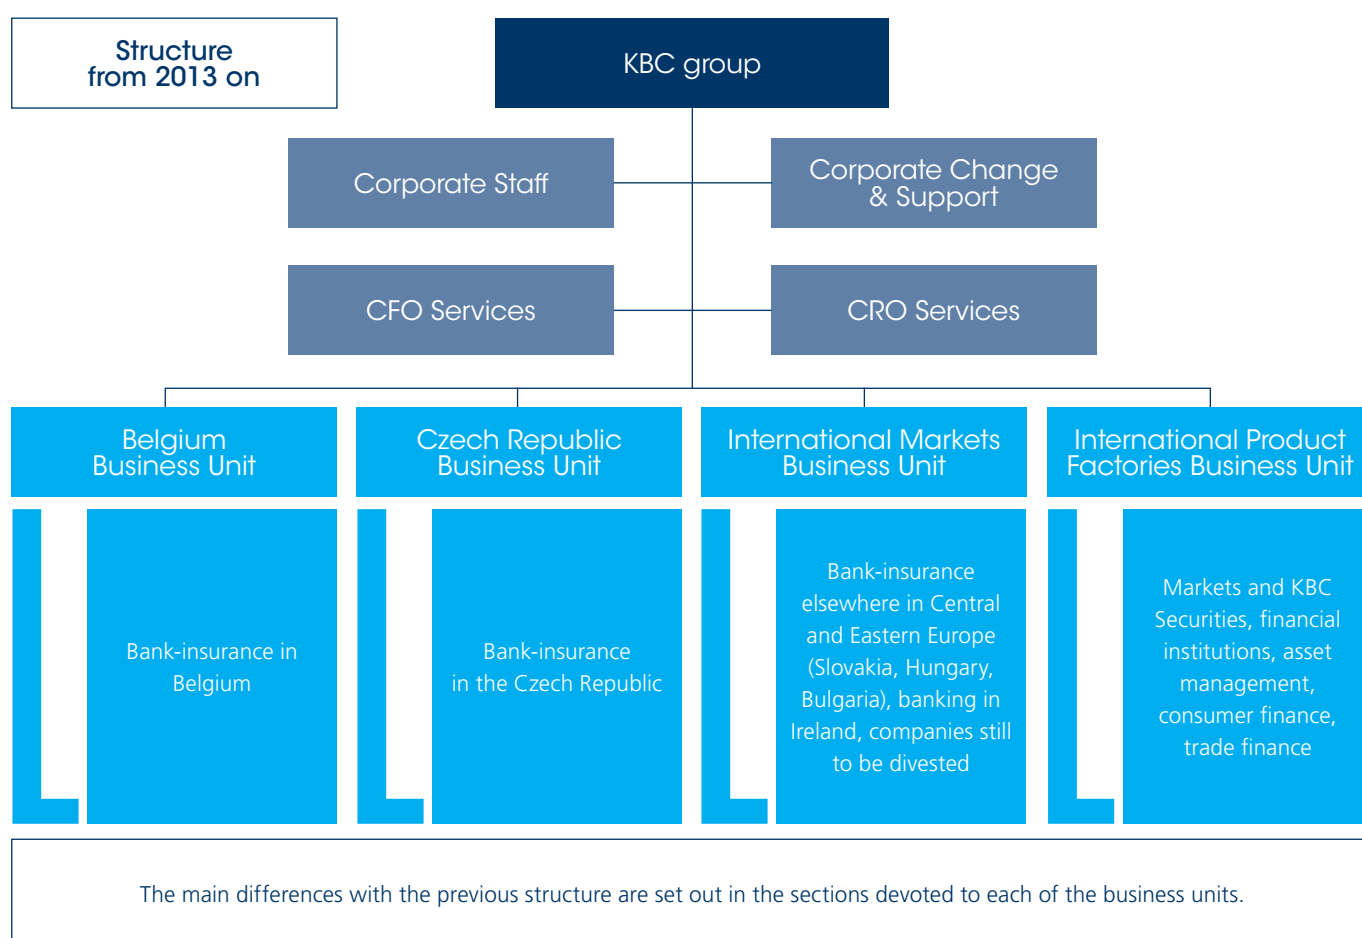 Structure
from 2013 on
KBC group
Corporate Staff
Corporate Change
& Support
CFO Services
CRO Services
Belgium
Business Unit
Czech Republic
Business Unit
International Markets
Business Unit
International Product
Factories Business Unit
Bank-insurance in
Belgium
Bank-insurance
in the Czech Republic
Bank-insurance
elsewhere in Central
and Eastern Europe
(Slovakia, Hungary,
Bulgaria), banking in
Ireland, companies still
to be divested
Markets and KBC
Securities, financial
institutions, asset
management,
consumer finance,
trade finance
The main differences with the previous structure are set out in the sections devoted to each of the business units.